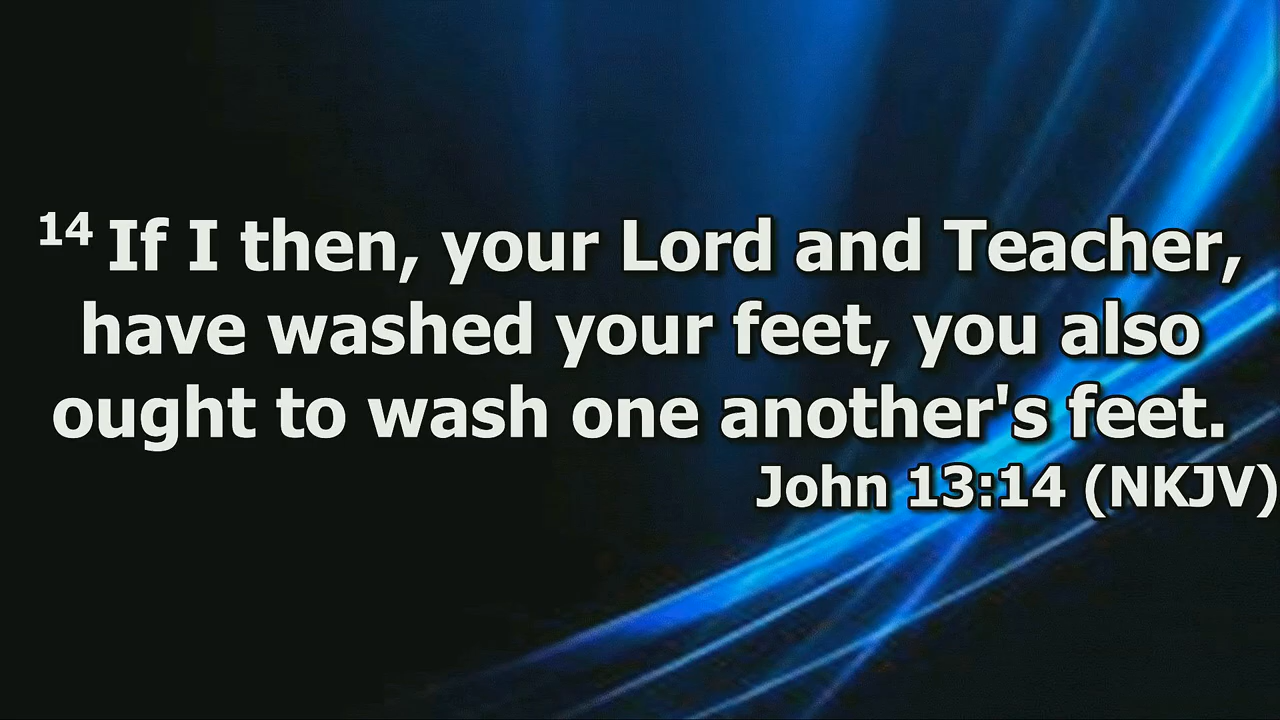 14 If I then, your Lord and Teacher,
have washed your feet, you also
ought to wash one another's feet.
John 13:14 (NKJV)